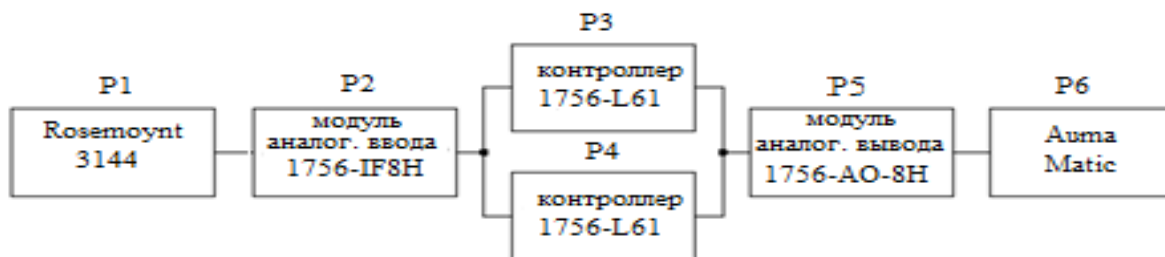 P1
Rosemoynt
3144
P2
модуль
аналог. ввода
1756-IF8H
P3
контроллер
1756-L61
P4
контроллер
1756-L61
P5
модуль
аналог. вывода
1756-AO-8H
P6
Auma
Matic